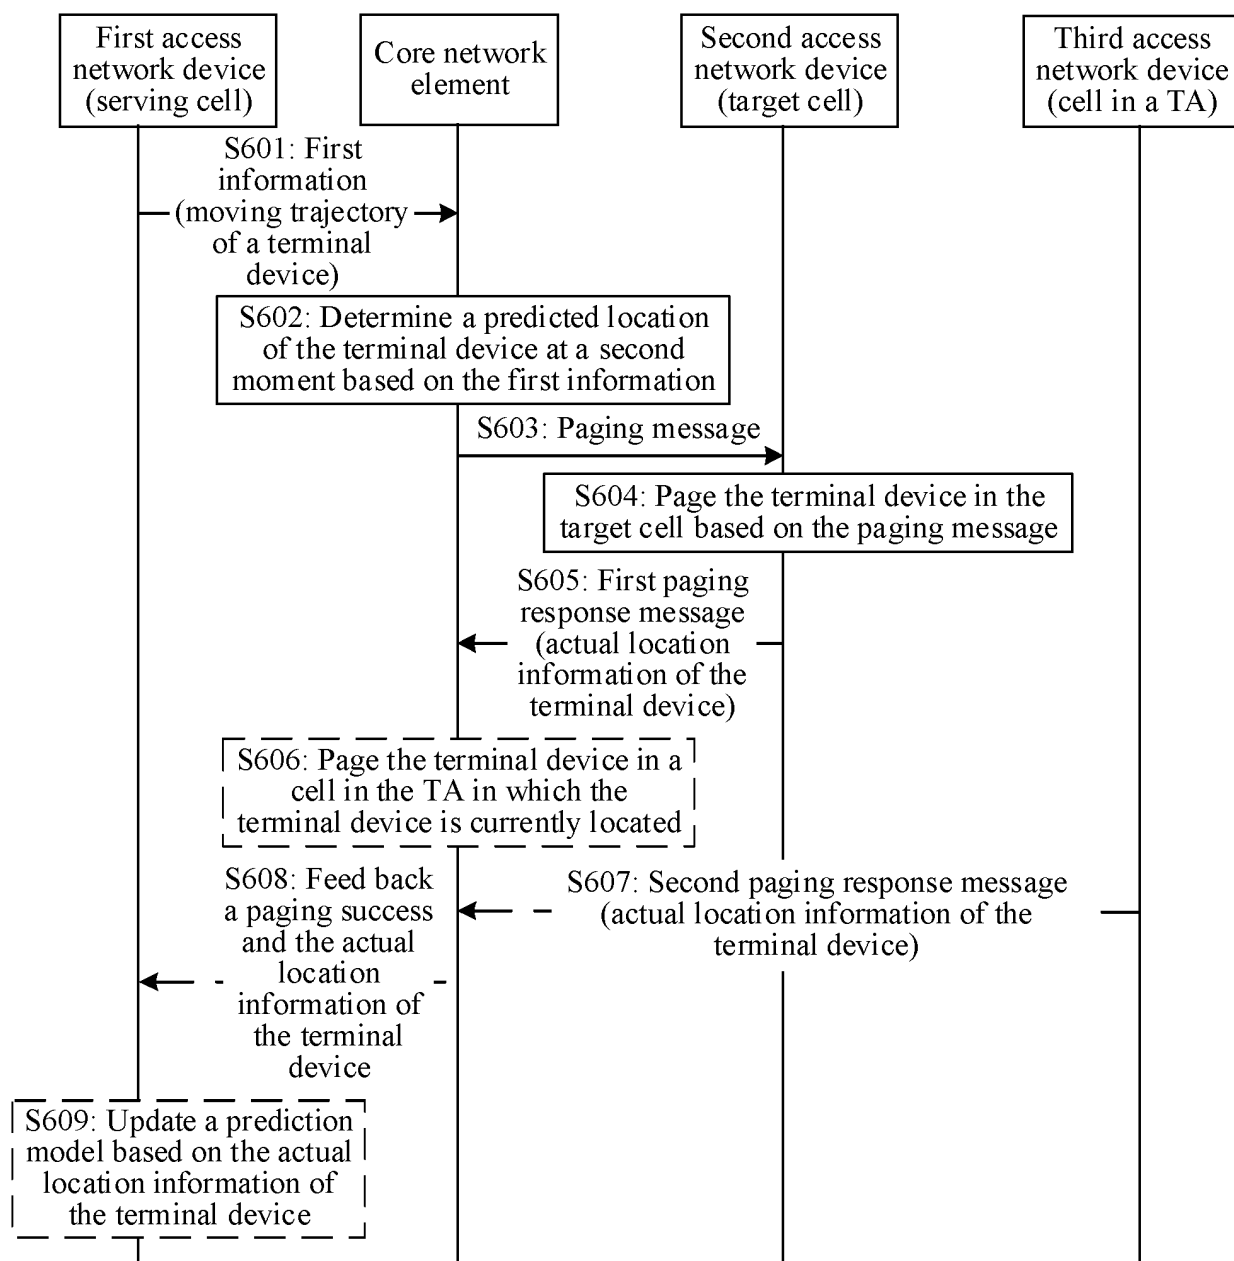 First access
network device
(serving cell)
Core network
element
Second access
network device
(target cell)
Third access
network device
(cell in a TA)
S601: First
information
(moving trajectory
of a terminal
device)
S602: Determine a predicted location
of the terminal device at a second
moment based on the first information
S603: Paging message
S604: Page the terminal device in the
target cell based on the paging message
S605: First paging
response message
(actual location
information of the
terminal device)
S606: Page the terminal device in a
cell in the TA in which the
terminal device is currently located
S607: Second paging response message
(actual location information of the
terminal device)
S608: Feed back
a paging success
and the actual
location
information of
the terminal
device
S609: Update a prediction
model based on the actual
location information of
the terminal device